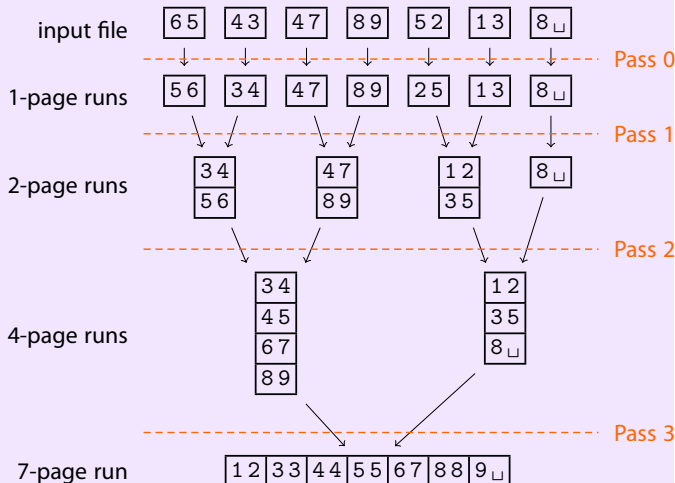 input file 65 43 47 89 52 13 8␣
Pass 0
1-page runs 56 34 47 89 25 13 8␣
Pass 1
34 47 12 8␣
2-page runs
56 89 35
Pass 2
34 12
45 35
4-page runs
67 8␣
89
Pass 3
7-page run 12 33 44 55 67 88 9␣